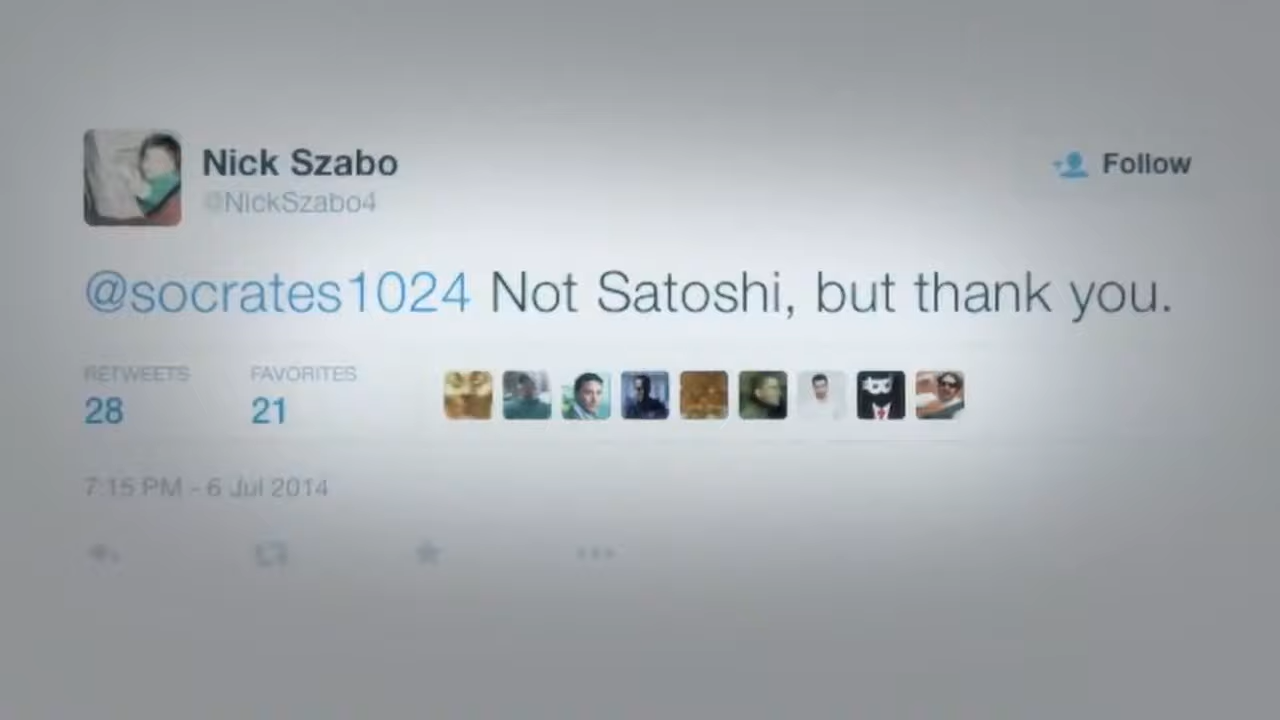 Nick Szabo
Follow
@NickSzabo4
@socrates1024 Not Satoshi, but thank you.
RETWEETS
FAVORITES
28
21
7:15 PM - 6 Jul 2014